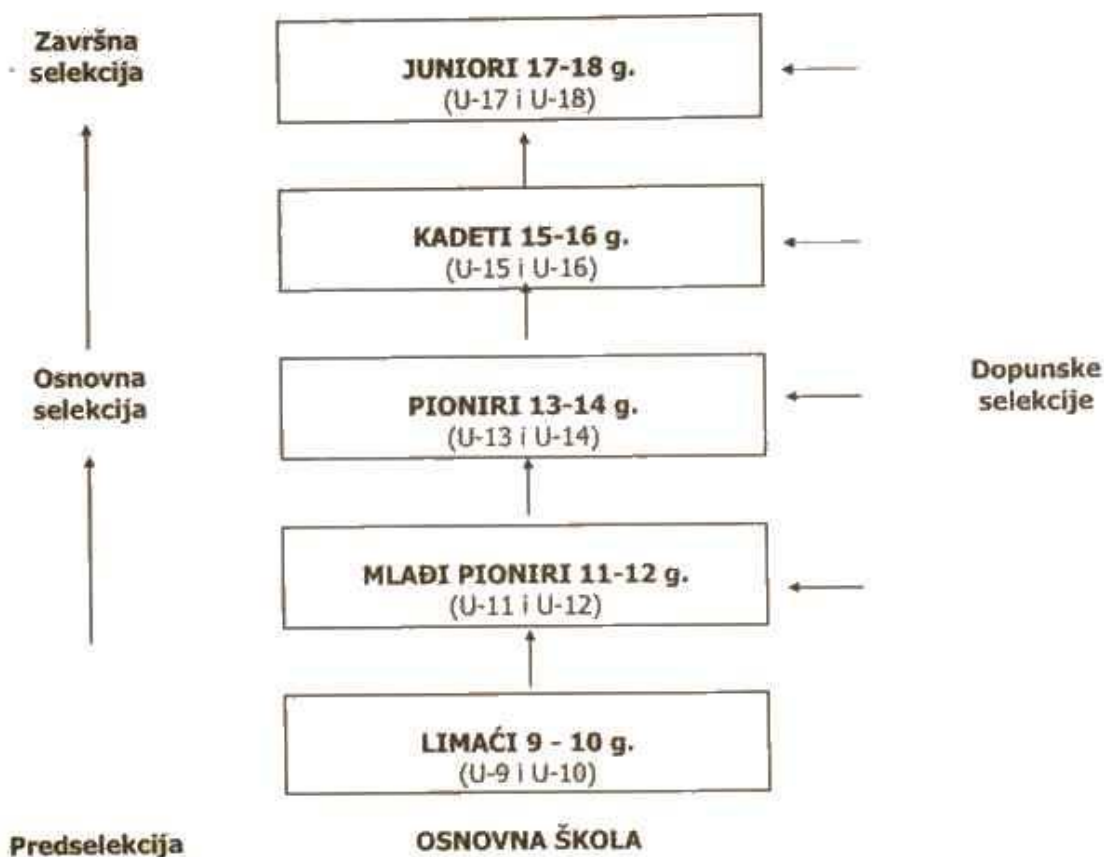 Završna
selekcija
JUNIORI 17-18 g.
(U-17 i U-18)
KADETI 15-16 g.
(U-15 i U-16)
Osnovna
selekcija
PIONIRI 13-14 g.
(U-13 i U-14)
Dopunske
selekcije
MLAĐI PIONIRI 11-12 g.
(U-11 i U-12)
LIMAĆI 9 - 10 g.
(U-9 i U-10)
Predselekcija
OSNOVNA ŠKOLA